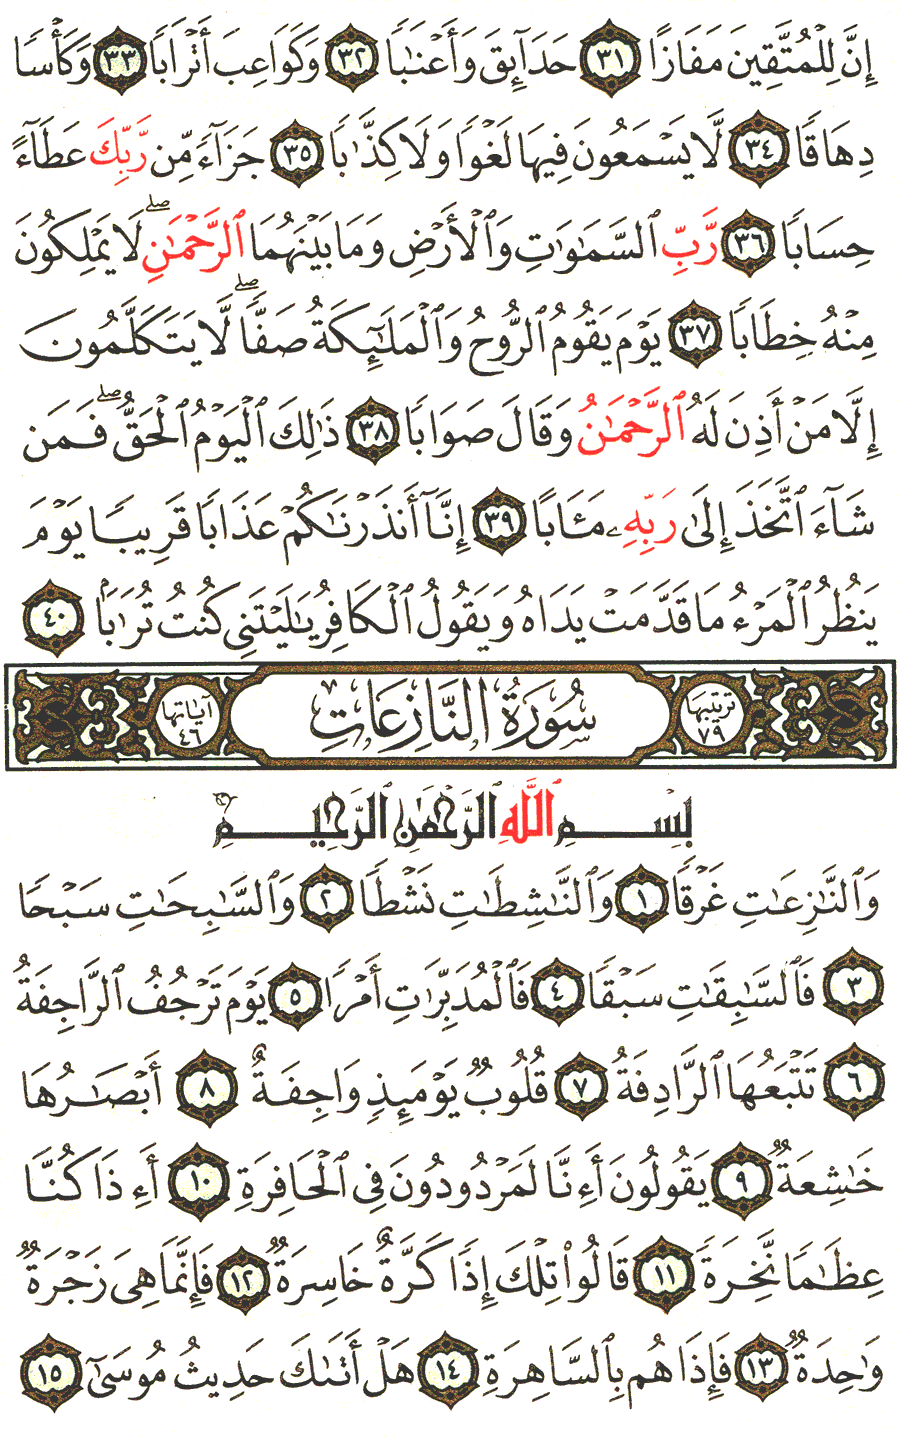 إِنَّ لِلْمُتَّقِينَ مَفَازًا ٣١ حَدَآئِقَ وَأَعْنَٰبًا ٣٢ وَكَوَاعِبَ أَتْرَابًا ٣٣ وَكَأْسًا
دِهَاقًا ٣٤ لَّا يَسْمَعُونَ فِيهَا لَغْوًا وَلَا كِذَّٰبًا ٣٥ جَزَآءً مِّن رَّبِّكَ عَطَآءً
حِسَابًا ٣٦ رَّبِّ ٱلسَّمَٰوَٰتِ وَٱلْأَرْضِ وَمَا بَيْنَهُمَا ٱلرَّحْمَٰنِ ۖ لَا يَمْلِكُونَ
مِنْهُ خِطَابًا ٣٧ يَوْمَ يَقُومُ ٱلرُّوحُ وَٱلْمَلَٰٓئِكَةُ صَفًّا ۖ لَّا يَتَكَلَّمُونَ
إِلَّا مَنْ أَذِنَ لَهُ ٱلرَّحْمَٰنُ وَقَالَ صَوَابًا ٣٨ ذَٰلِكَ ٱلْيَوْمُ ٱلْحَقُّ ۖ فَمَن
شَآءَ ٱتَّخَذَ إِلَىٰ رَبِّهِۦ مَـَٔابًا ٣٩ إِنَّآ أَنذَرْنَٰكُمْ عَذَابًا قَرِيبًا يَوْمَ
يَنظُرُ ٱلْمَرْءُ مَا قَدَّمَتْ يَدَاهُ وَيَقُولُ ٱلْكَافِرُ يَٰلَيْتَنِى كُنتُ تُرَٰبًۢا ٤٠
ترتيبها ٧٩ سُورَةُ النَّازِعَاتِ آياتها ٤٦
بِسْمِ ٱللَّهِ ٱلرَّحْمَٰنِ ٱلرَّحِيمِ
وَٱلنَّٰزِعَٰتِ غَرْقًا ١ وَٱلنَّٰشِطَٰتِ نَشْطًا ٢ وَٱلسَّٰبِحَٰتِ سَبْحًا
٣ فَٱلسَّٰبِقَٰتِ سَبْقًا ٤ فَٱلْمُدَبِّرَٰتِ أَمْرًا ٥ يَوْمَ تَرْجُفُ ٱلرَّاجِفَةُ
٦ تَتْبَعُهَا ٱلرَّادِفَةُ ٧ قُلُوبٌ يَوْمَئِذٍ وَاجِفَةٌ ٨ أَبْصَٰرُهَا
خَٰشِعَةٌ ٩ يَقُولُونَ أَءِنَّا لَمَرْدُودُونَ فِى ٱلْحَافِرَةِ ١٠ أَءِذَا كُنَّا
عِظَٰمًا نَّخِرَةً ١١ قَالُوا۟ تِلْكَ إِذًا كَرَّةٌ خَاسِرَةٌ ١٢ فَإِنَّمَا هِىَ زَجْرَةٌ
وَٰحِدَةٌ ١٣ فَإِذَا هُم بِٱلسَّاهِرَةِ ١٤ هَلْ أَتَىٰكَ حَدِيثُ مُوسَىٰٓ ١٥